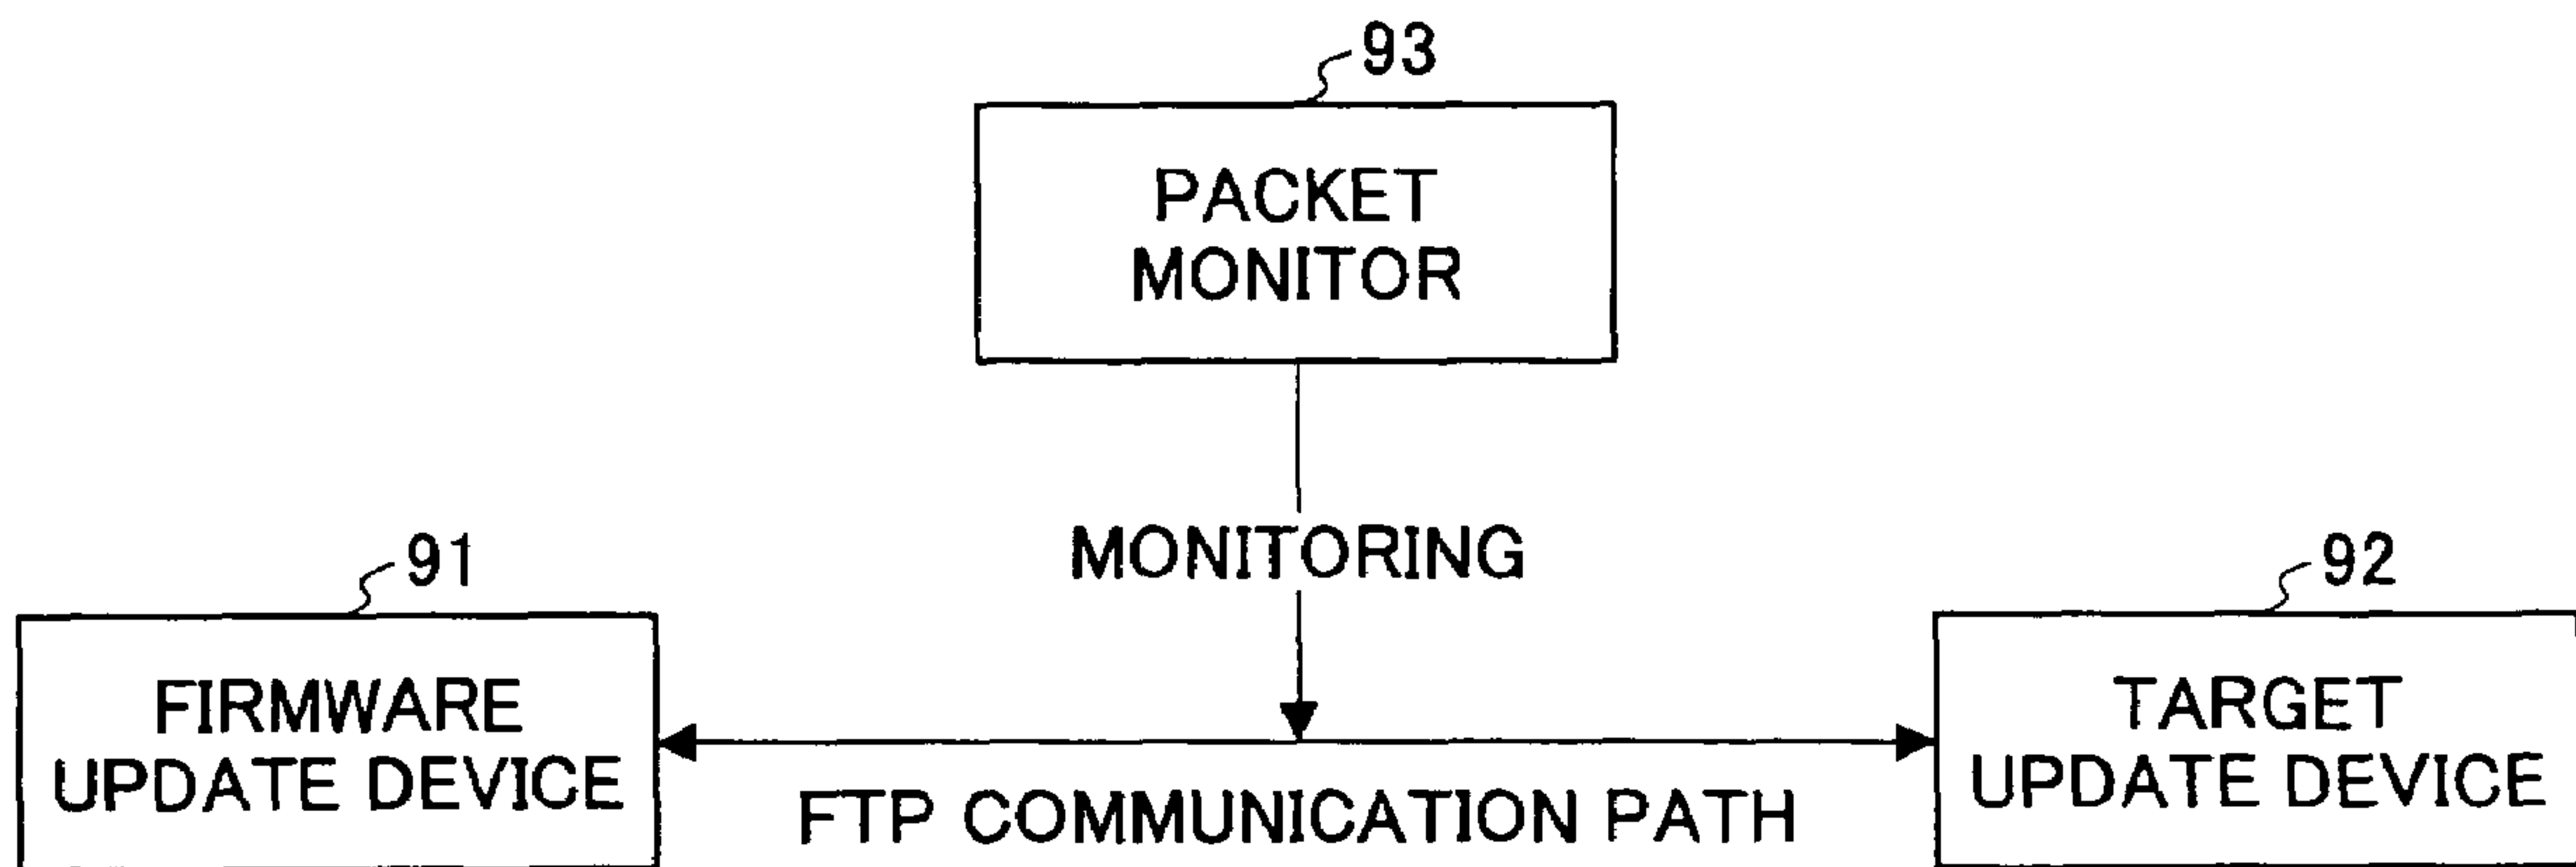 93
PACKET
MONITOR
MONITORING
91
FIRMWARE
UPDATE DEVICE
92
TARGET
UPDATE DEVICE
FTP COMMUNICATION PATH